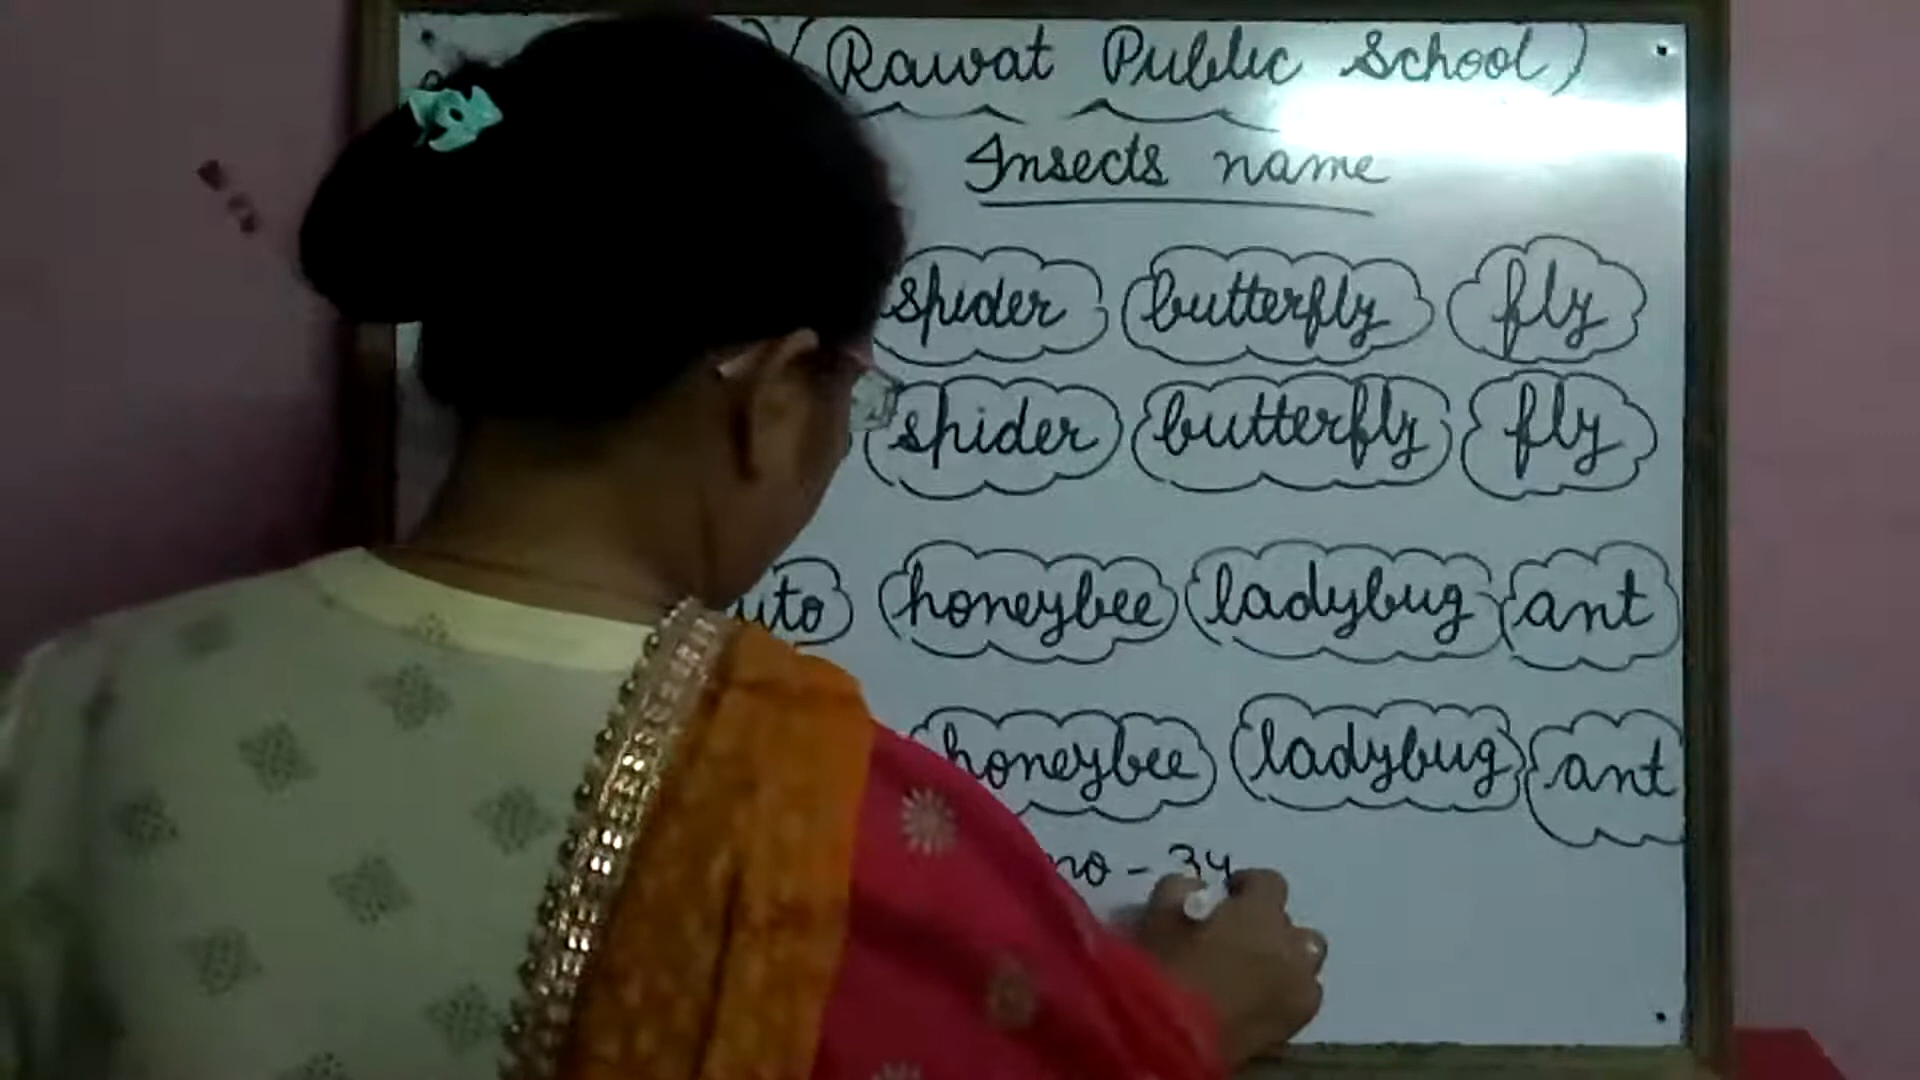 (Rawat Public School)
Insects name
spider butterfly fly
spider butterfly fly
honeybee ladybug ant
honeybee ladybug ant
no - 34